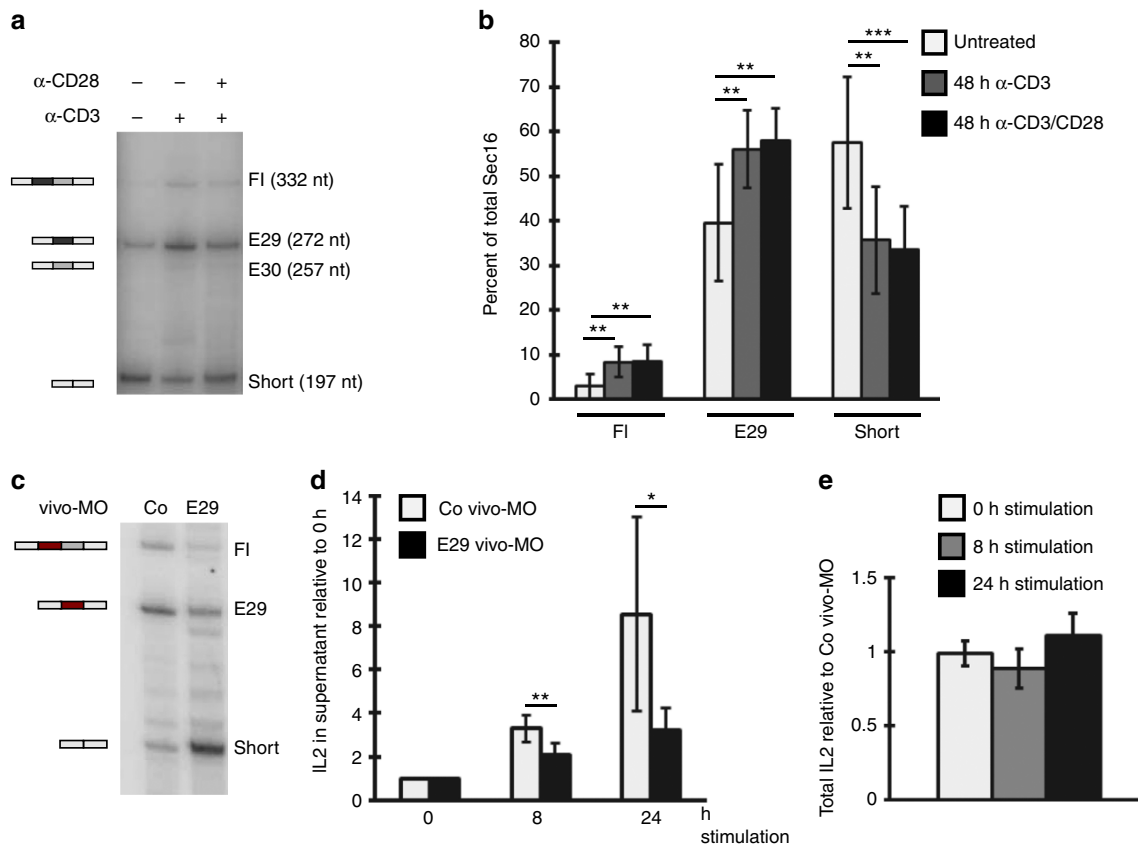 a
α-CD28 – – +
α-CD3 – + +
Fl (332 nt)
E29 (272 nt)
E30 (257 nt)
Short (197 nt)
b
Percent of total Sec16
80
70
60
50
40
30
20
10
0
** **
** **
*** **
Fl E29 Short
Untreated
48 h α-CD3
48 h α-CD3/CD28
c
vivo-MO Co E29
Fl
E29
Short
d
IL2 in supernatant relative to 0 h
14
12
10
8
6
4
2
0
Co vivo-MO
E29 vivo-MO
**
*
0 8 24 h
stimulation
e
0 h stimulation
8 h stimulation
24 h stimulation
Total IL2 relative to Co vivo-MO
1.5
1
0.5
0